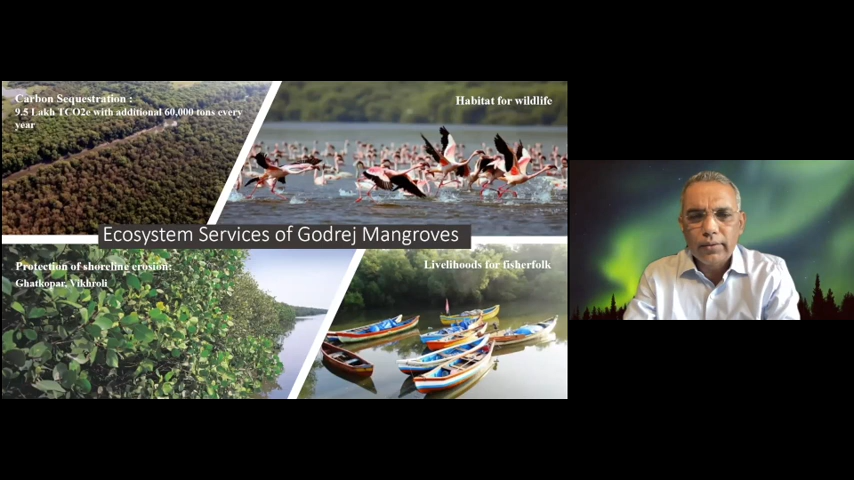 Carbon Sequestration :
9.5 Lakh TCO2e with additional 60,000 tons every
year
Habitat for wildlife
Ecosystem Services of Godrej Mangroves
Protection of shoreline erosion:
Ghatkopar, Vikhroli
Livelihoods for fisherfolk